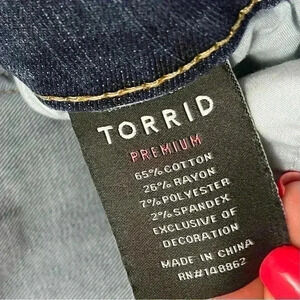 TORRID
PREMIUM
65% COTTON
26% RAYON
7% POLYESTER
2% SPANDEX
EXCLUSIVE OF
DECORATION
MADE IN CHINA
RN#148862